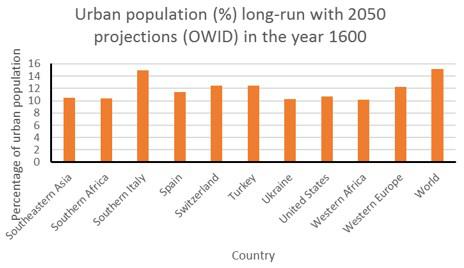 Urban population (%) long-run with 2050
projections (OWID) in the year 1600
Percentage of urban population
16
14
12
10
8
6
4
2
0
Southeastern Asia
Southern Africa
Southern Italy
Spain
Switzerland
Turkey
Ukraine
United States
Western Africa
Western Europe
World
Country